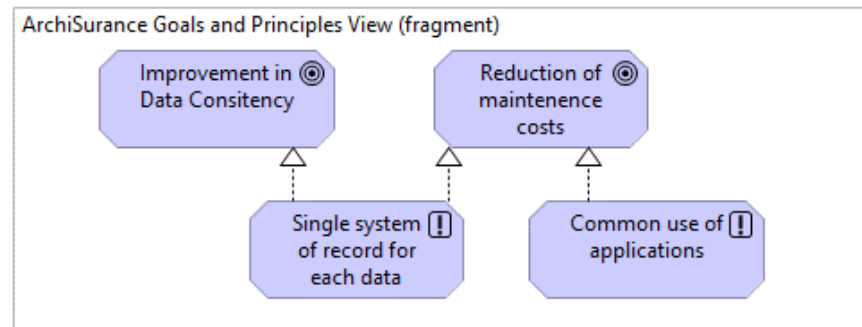 ArchiSurance Goals and Principles View (fragment)
Improvement in
Data Consitency
Reduction of
maintenence
costs
Single system
of record for
each data
Common use of
applications